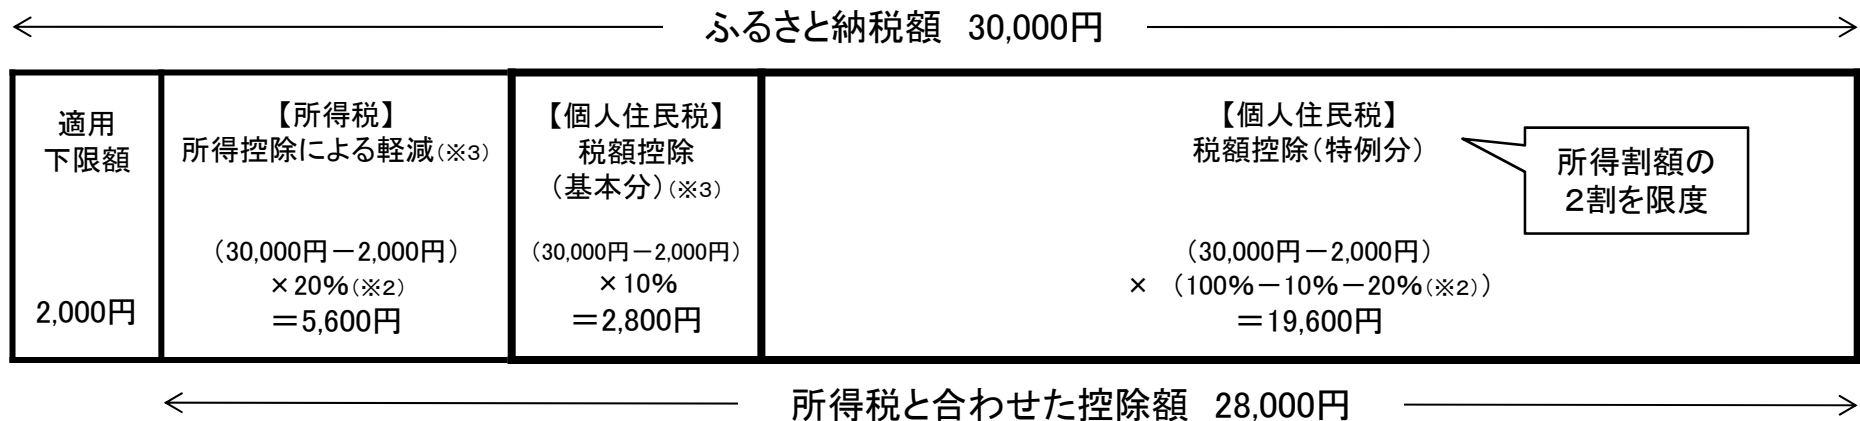 ふるさと納税額 30,000円
適用
下限額
2,000円
【所得税】
所得控除による軽減(※3)
(30,000円-2,000円)
×20%(※2)
=5,600円
【個人住民税】
税額控除
(基本分)(※3)
(30,000円-2,000円)
×10%
=2,800円
【個人住民税】
税額控除(特例分)
(30,000円-2,000円)
× (100%-10%-20%(※2))
=19,600円
所得割額の
2割を限度
所得税と合わせた控除額 28,000円